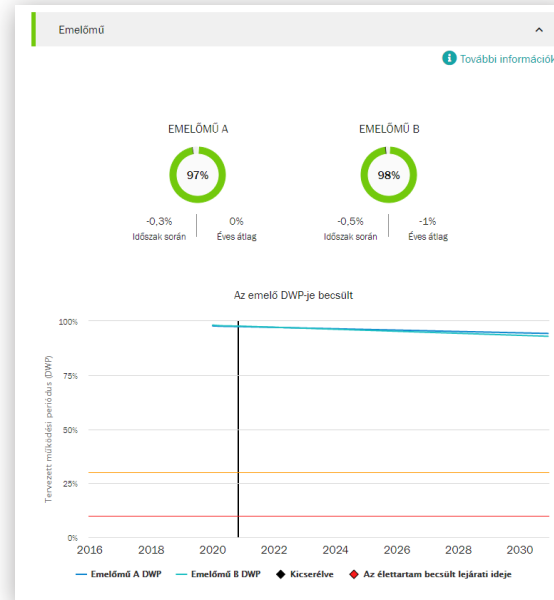 Emelőmű
További információk
EMELŐMŰ A
EMELŐMŰ B
97%
98%
-0,3%
0%
-0,5%
-1%
Időszak során
Éves átlag
Időszak során
Éves átlag
Az emelő DWP-je becsült
Tervezett működési periódus (DWP)
100%
75%
50%
25%
0%
2016 2018 2020 2022 2024 2026 2028 2030
Emelőmű A DWP Emelőmű B DWP Kicserélve Az élettartam becsült lejárati ideje